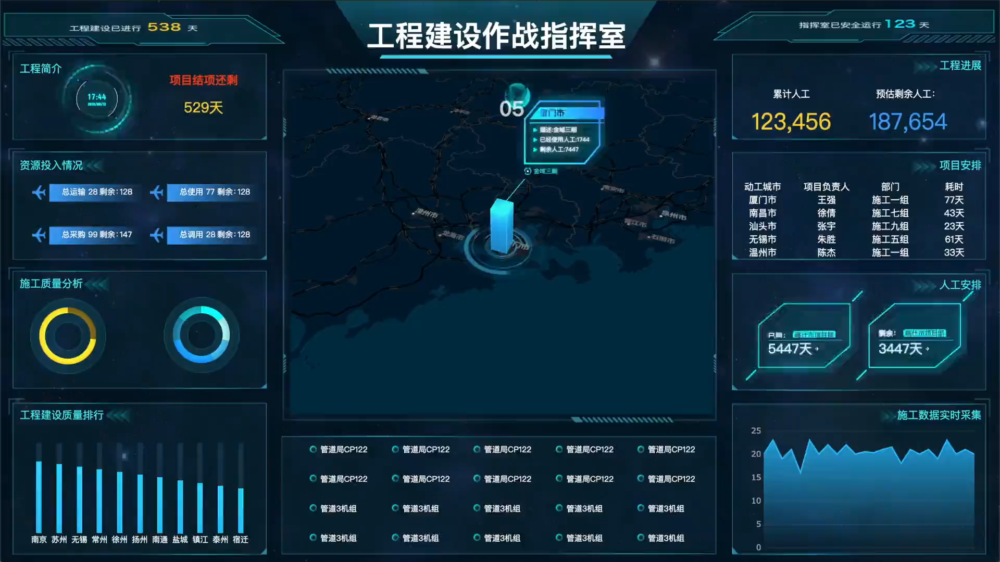 工程建设已进行 538 天
工程建设作战指挥室
指挥室已安全运行 123 天
工程简介
17:44
项目结项还剩
529天
资源投入情况
总运输 28 剩余:128
总使用 77 剩余:128
总采购 99 剩余:147
总调用 28 剩余:128
施工质量分析
工程建设质量排行
南京 苏州 无锡 常州 徐州 扬州 南通 盐城 镇江 泰州 宿迁
05
厦门市
描述:金域三期
已经使用人工:1744
剩余人工:7447
金域三期
漳州市
龙海市
南安市
晋江市
泉州市
石狮市
管道局CP122 管道局CP122 管道局CP122 管道局CP122 管道局CP122
管道局CP122 管道局CP122 管道局CP122 管道局CP122 管道局CP122
管道3机组 管道3机组 管道3机组 管道3机组 管道3机组
管道3机组 管道3机组 管道3机组 管道3机组 管道3机组
工程进展
累计人工 预估剩余人工:
123,456 187,654
项目安排
动工城市 项目负责人 部门 耗时
厦门市 王强 施工一组 77天
南昌市 徐倩 施工七组 43天
汕头市 张宇 施工九组 23天
无锡市 朱胜 施工五组 61天
温州市 陈杰 施工一组 33天
人工安排
5447天
剩余:
3447天
施工数据实时采集
25
20
15
10
5
0